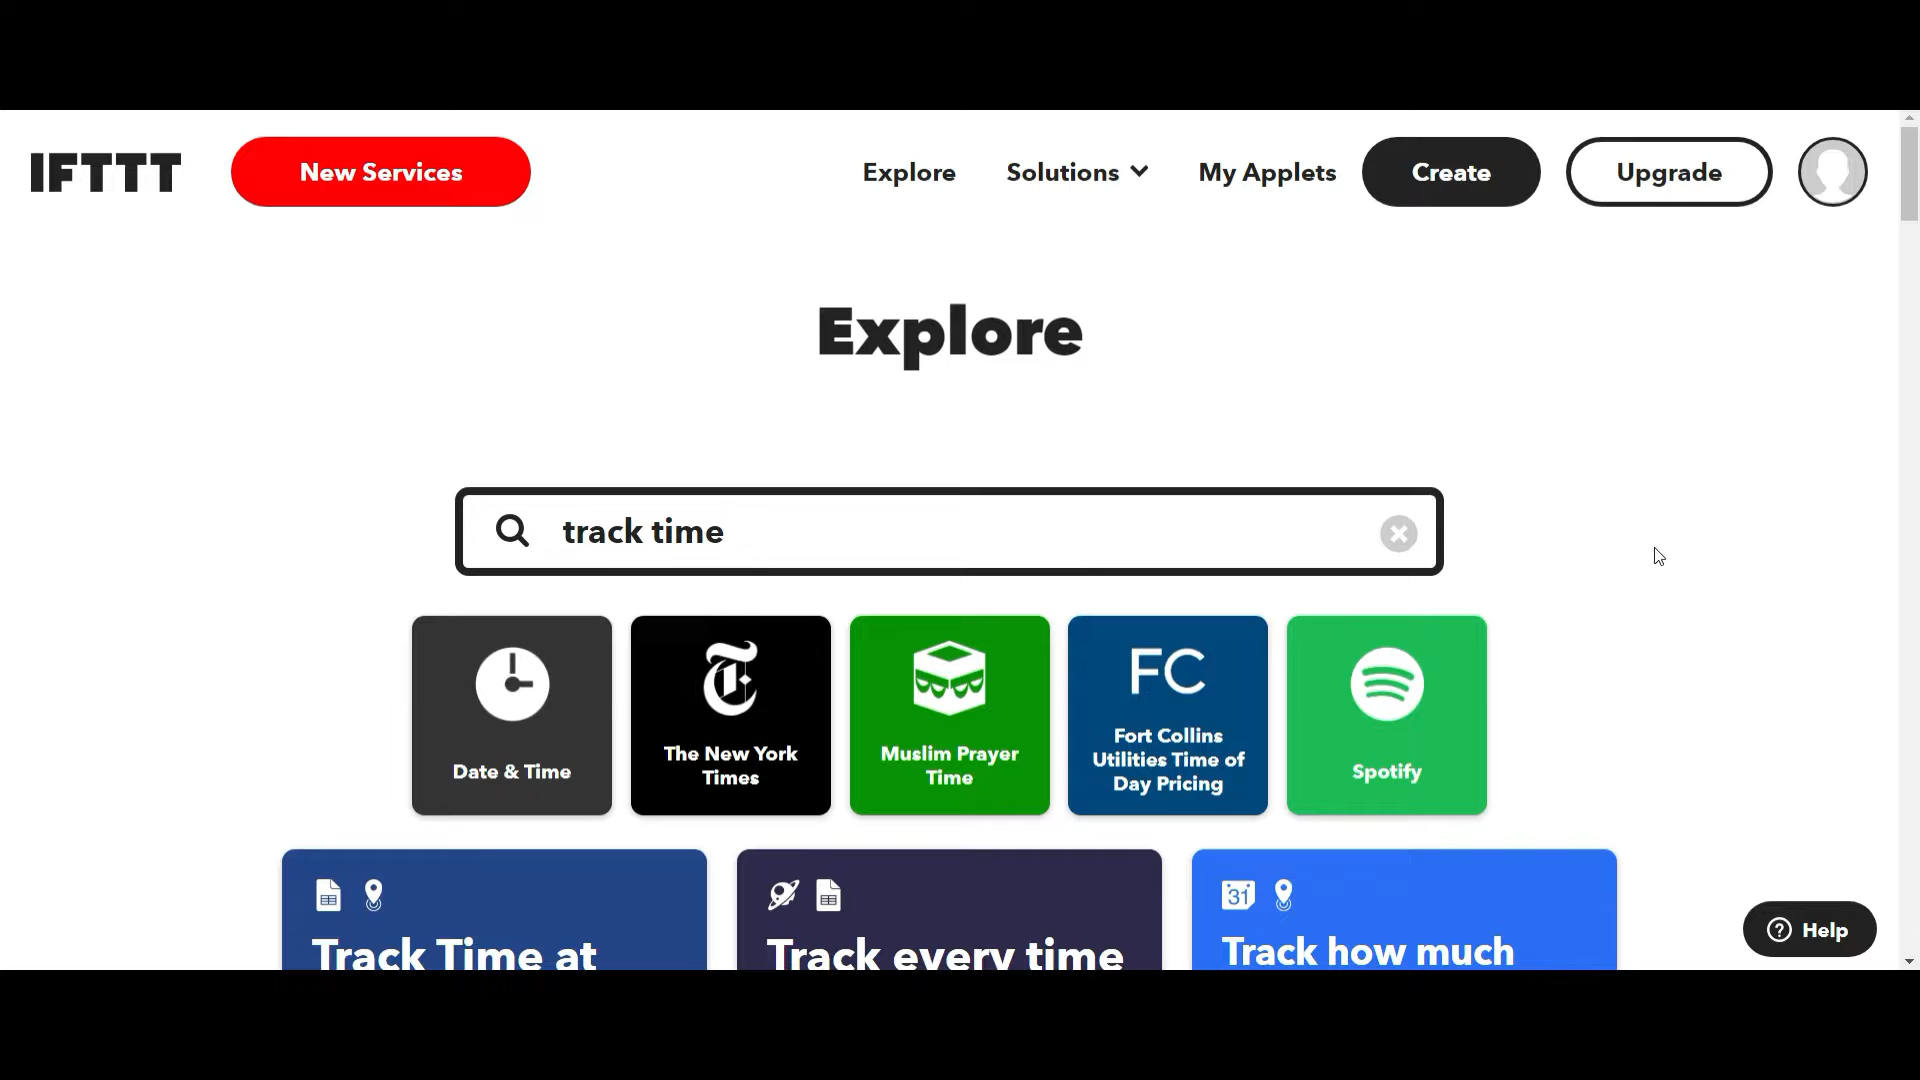 IFTTT
New Services
Explore
Solutions
My Applets
Create
Upgrade
Explore
track time
Date & Time
The New York
Times
Muslim Prayer
Time
FC
Fort Collins
Utilities Time of
Day Pricing
Spotify
31
Track Time at
Track every time
Track how much
? Help